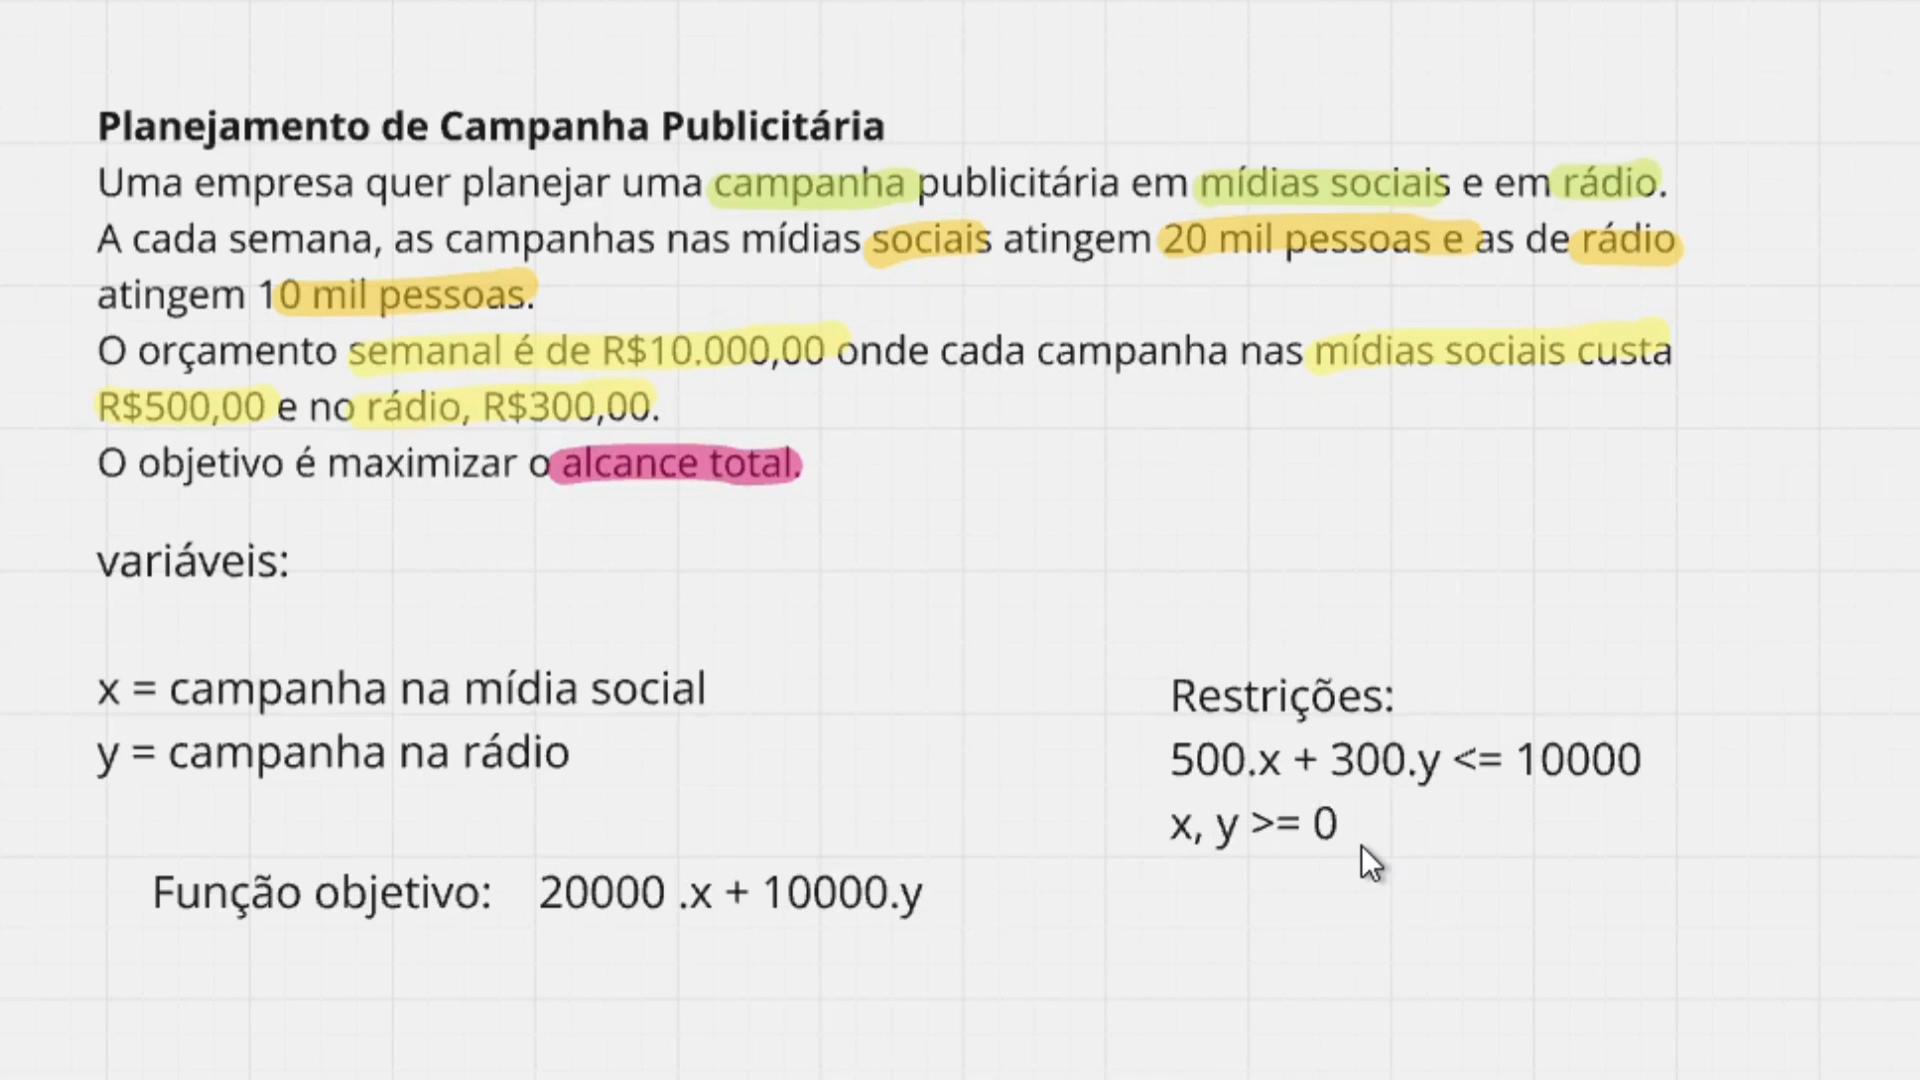 Planejamento de Campanha Publicitária
Uma empresa quer planejar uma campanha publicitária em mídias sociais e em rádio.
A cada semana, as campanhas nas mídias sociais atingem 20 mil pessoas e as de rádio
atingem 10 mil pessoas.
O orçamento semanal é de R$10.000,00 onde cada campanha nas mídias sociais custa
R$500,00 e no rádio, R$300,00.
O objetivo é maximizar o alcance total.
variáveis:
x = campanha na mídia social
y = campanha na rádio
Função objetivo: 20000 .x + 10000.y
Restrições:
500.x + 300.y <= 10000
x, y >= 0